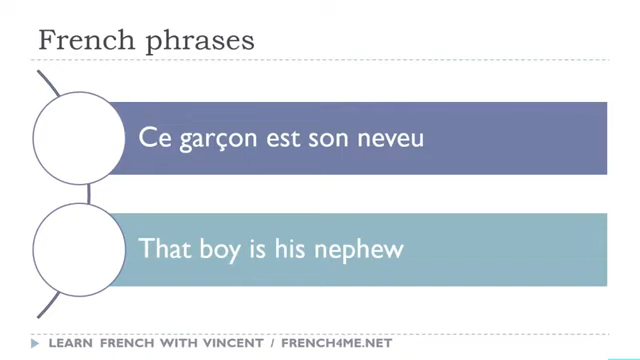 French phrases
Ce garçon est son neveu
That boy is his nephew
LEARN FRENCH WITH VINCENT / FRENCH4ME.NET